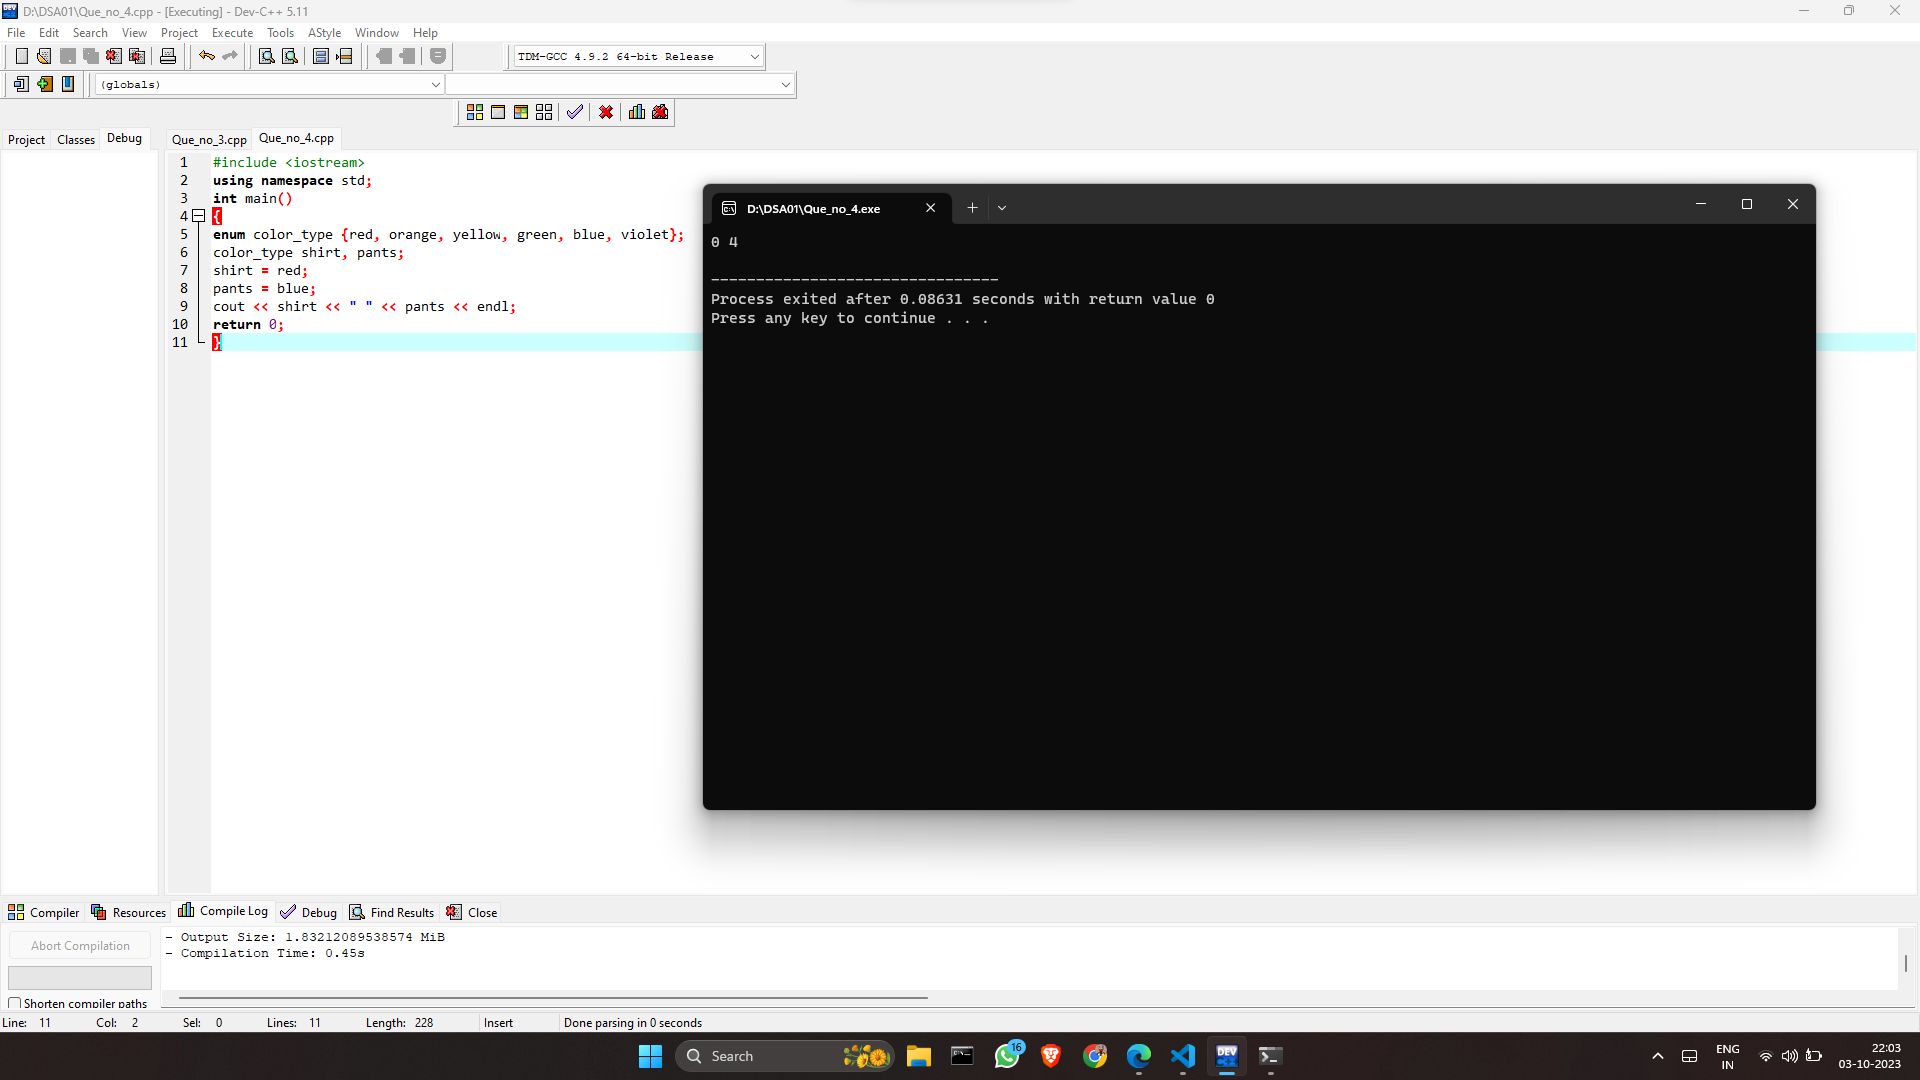 D:\DSA01\Que_no_4.cpp - [Executing] - Dev-C++ 5.11
File Edit Search View Project Execute Tools AStyle Window Help
TDM-GCC 4.9.2 64-bit Release
(globals)
Project Classes Debug
Que_no_3.cpp Que_no_4.cpp
1 #include <iostream>
2 using namespace std;
3 int main()
4 {
5 enum color_type {red, orange, yellow, green, blue, violet};
6 color_type shirt, pants;
7 shirt = red;
8 pants = blue;
9 cout << shirt << " " << pants << endl;
10 return 0;
11 }
D:\DSA01\Que_no_4.exe
0 4
--------------------------------
Process exited after 0.08631 seconds with return value 0
Press any key to continue . . .
Compiler Resources Compile Log Debug Find Results Close
Abort Compilation
Shorten compiler paths
- Output Size: 1.83212089538574 MiB
- Compilation Time: 0.45s
Line: 11 Col: 2 Sel: 0 Lines: 11 Length: 228 Insert Done parsing in 0 seconds
Search
16
DEV
ENG
IN
22:03
03-10-2023